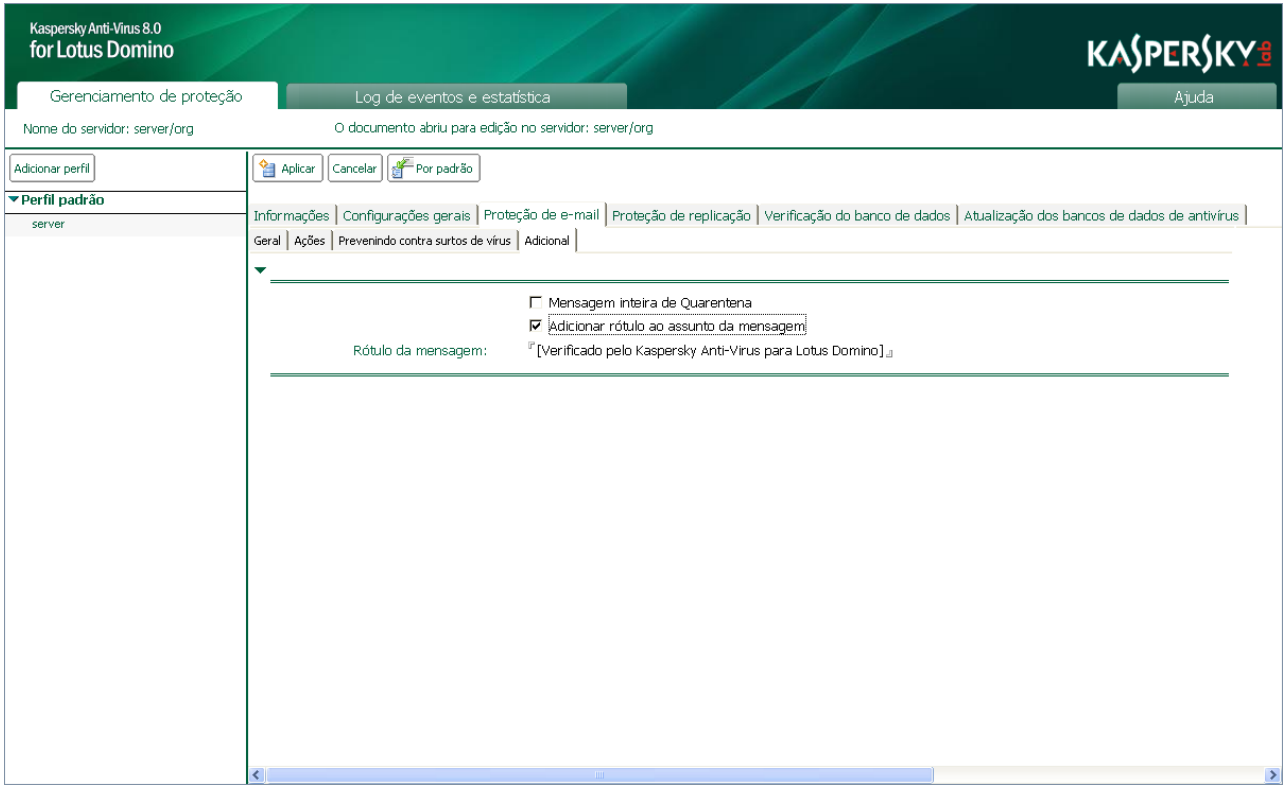 Kaspersky Anti-Virus 8.0
for Lotus Domino
KASPERSKY lab
Gerenciamento de proteção
Log de eventos e estatística
Ajuda
Nome do servidor: server/org
O documento abriu para edição no servidor: server/org
Adicionar perfil
Aplicar
Cancelar
Por padrão
Perfil padrão
server
Informações
Configurações gerais
Proteção de e-mail
Proteção de replicação
Verificação do banco de dados
Atualização dos bancos de dados de antivírus
Geral
Ações
Prevenindo contra surtos de vírus
Adicional
Mensagem inteira de Quarentena
Adicionar rótulo ao assunto da mensagem
Rótulo da mensagem:
[Verificado pelo Kaspersky Anti-Virus para Lotus Domino]